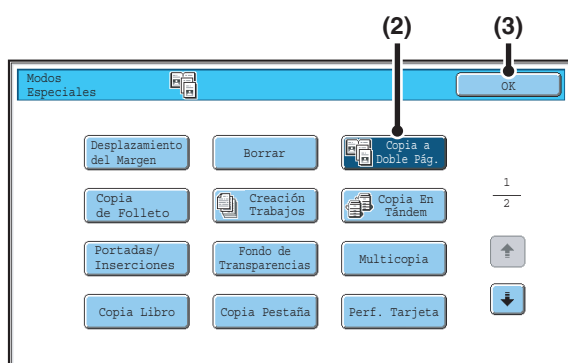 (2) (3)
Modos
Especiales
OK
Desplazamiento
del Margen
Borrar
Copia a
Doble Pág.
Copia
de Folleto
Creación
Trabajos
Copia En
Tándem
1
2
Portadas/
Inserciones
Fondo de
Transparencias
Multicopia
Copia Libro
Copia Pestaña
Perf. Tarjeta